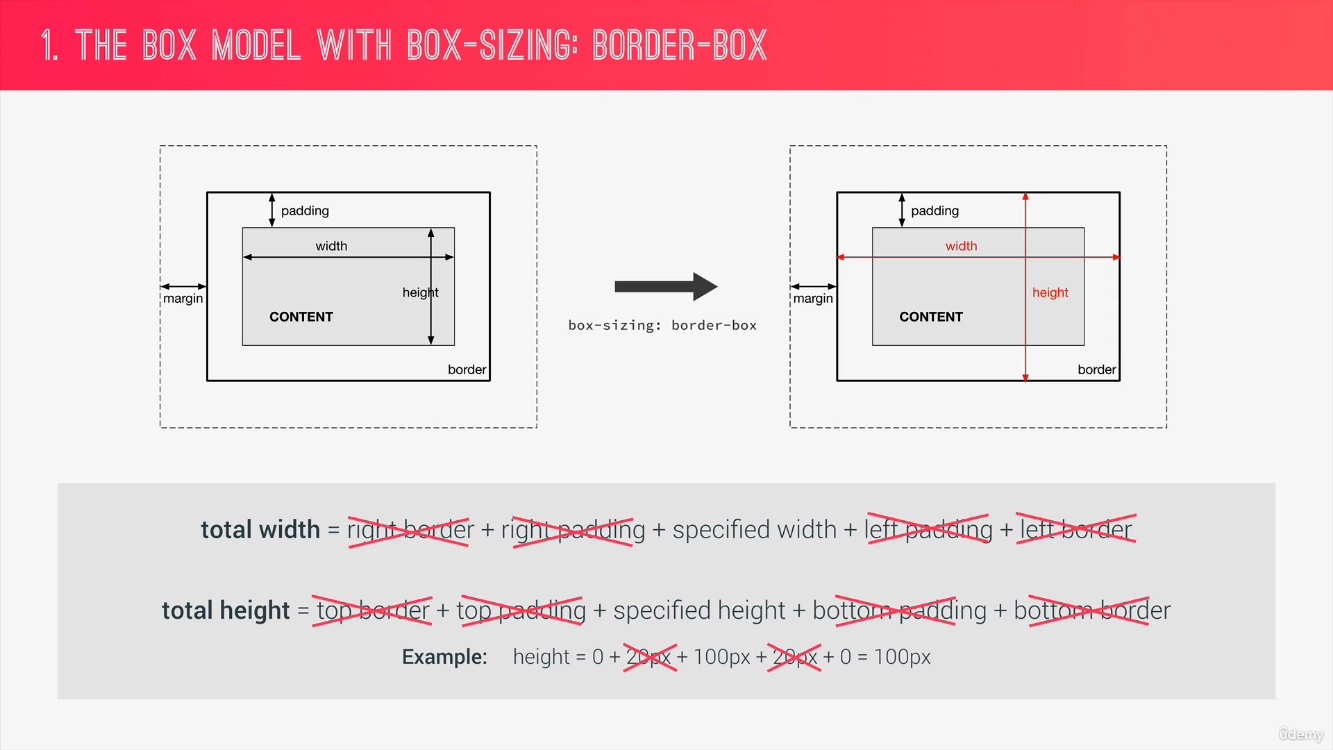 1. THE BOX MODEL WITH BOX-SIZING: BORDER-BOX
padding
width
height
margin
CONTENT
border
box-sizing: border-box
padding
width
height
margin
CONTENT
border
total width = right border + right padding + specified width + left padding + left border
total height = top border + top padding + specified height + bottom padding + bottom border
Example: height = 0 + 20px + 100px + 20px + 0 = 100px
ûdemy